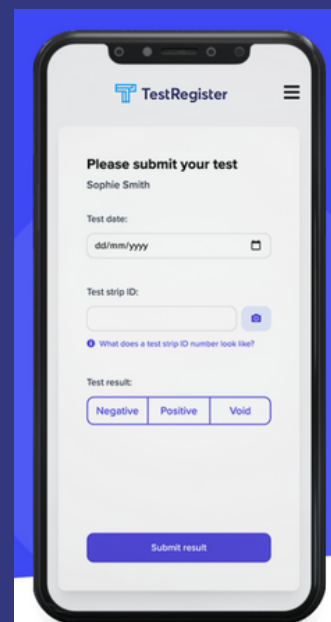 TestRegister
Please submit your test
Sophie Smith
Test date:
dd/mm/yyyy
Test strip ID:
What does a test strip ID number look like?
Test result:
Negative Positive Void
Submit result